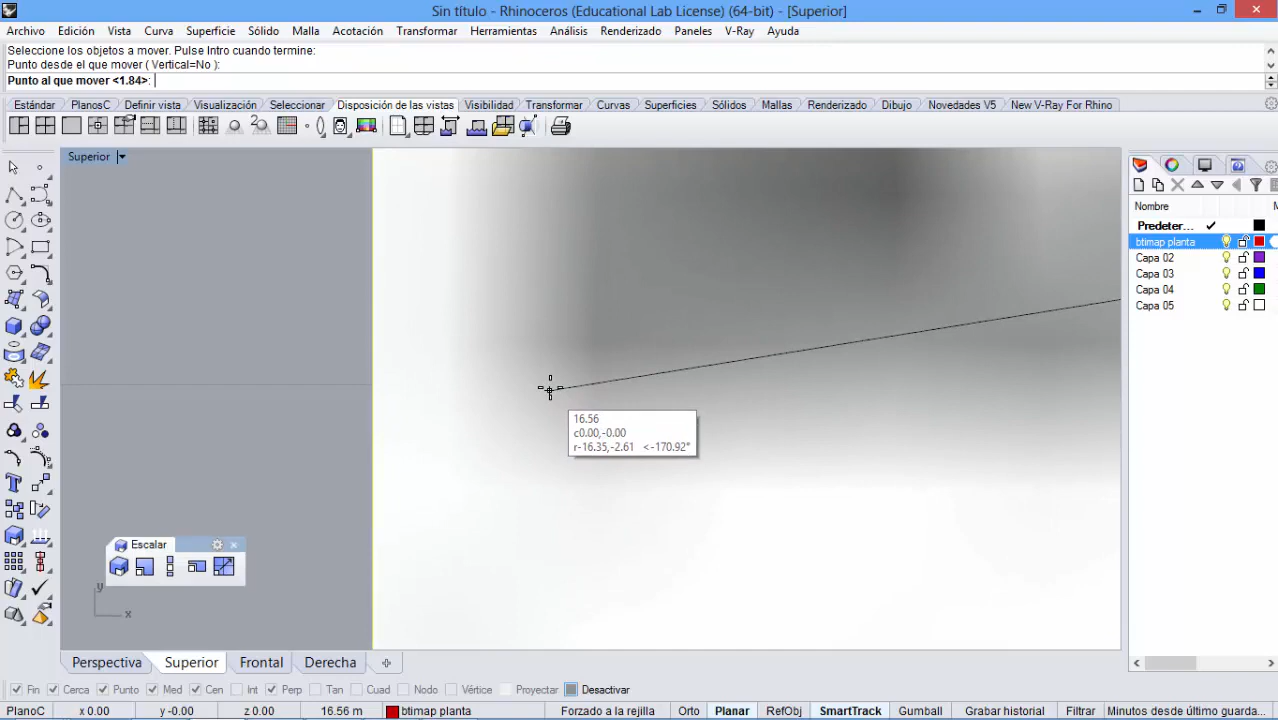 Sin título - Rhinoceros (Educational Lab License) (64-bit) - [Superior]
Archivo Edición Vista Curva Superficie Sólido Malla Acotación Transformar Herramientas Análisis Renderizado Paneles V-Ray Ayuda
Seleccione los objetos a mover. Pulse Intro cuando termine:
Punto desde el que mover ( Vertical=No ):
Punto al que mover <1.84>:
Estándar PlanosC Definir vista Visualización Seleccionar Disposición de las vistas Visibilidad Transformar Curvas Superficies Sólidos Mallas Renderizado Dibujo Novedades V5 New V-Ray For Rhino
Superior
Nombre
Predeter...
btimap planta
Capa 02
Capa 03
Capa 04
Capa 05
16.56
c0.00,-0.00
r-16.35,-2.61 <-170.92°
Escalar
y
x
Perspectiva Superior Frontal Derecha
Fin Cerca Punto Med Cen Int Perp Tan Cuad Nodo Vértice Proyectar Desactivar
PlanoC x 0.00 y -0.00 z 0.00 16.56 m btimap planta Forzado a la rejilla Orto Planar RefObj SmartTrack Gumball Grabar historial Filtrar Minutos desde último guarda...